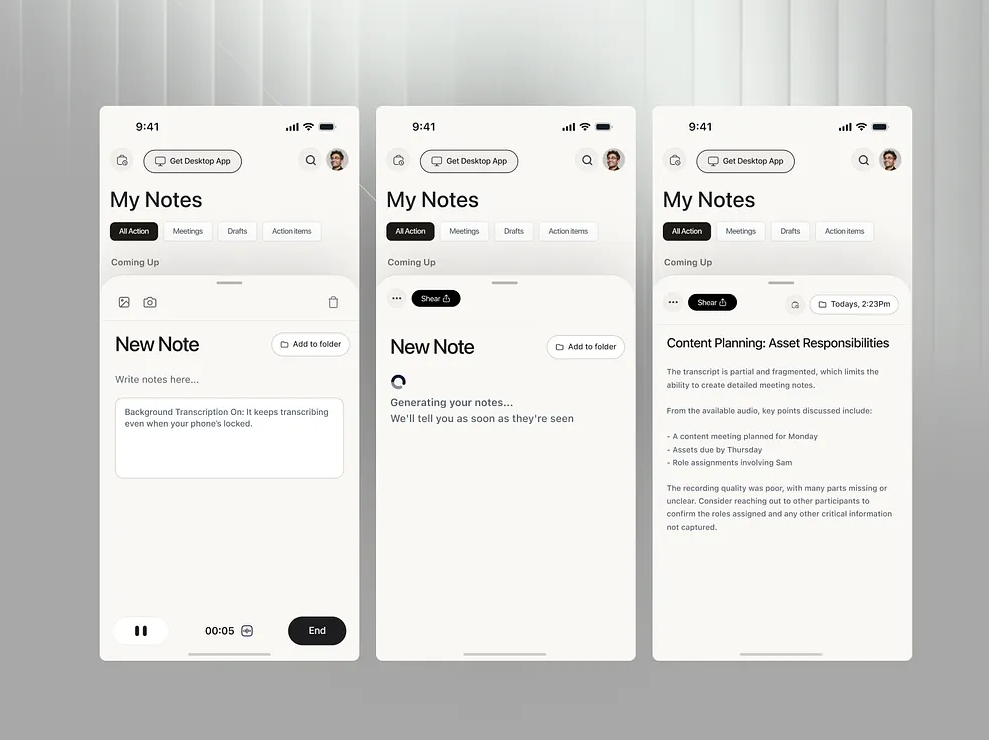 9:41
Get Desktop App
My Notes
All Action
Meetings
Drafts
Action items
Coming Up
New Note
Add to folder
Write notes here...
Background Transcription On: It keeps transcribing
even when your phone's locked.
00:05
End
9:41
Get Desktop App
My Notes
All Action
Meetings
Drafts
Action items
Coming Up
Shear
New Note
Add to folder
Generating your notes...
We'll tell you as soon as they're seen
9:41
Get Desktop App
My Notes
All Action
Meetings
Drafts
Action items
Coming Up
Shear
Todays, 2:23Pm
Content Planning: Asset Responsibilities
The transcript is partial and fragmented, which limits the
ability to create detailed meeting notes.
From the available audio, key points discussed include:
- A content meeting planned for Monday
- Assets due by Thursday
- Role assignments involving Sam
The recording quality was poor, with many parts missing or
unclear. Consider reaching out to other participants to
confirm the roles assigned and any other critical information
not captured.